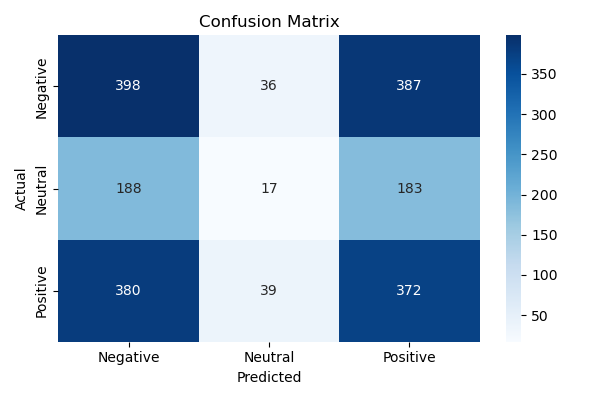 Confusion Matrix
Actual
Negative
398 36 387
Neutral
188 17 183
Positive
380 39 372
Negative Neutral Positive
Predicted
350
300
250
200
150
100
50